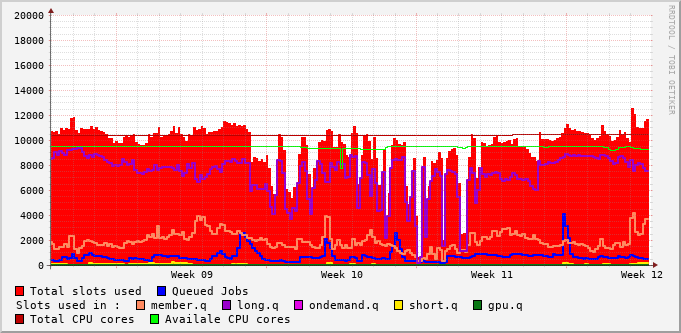 20000
18000
16000
14000
12000
10000
8000
6000
4000
2000
0
Week 09 Week 10 Week 11 Week 12
RRDTOOL / TOBI OETIKER
Total slots used Queued Jobs
Slots used in : member.q long.q ondemand.q short.q gpu.q
Total CPU cores Availale CPU cores